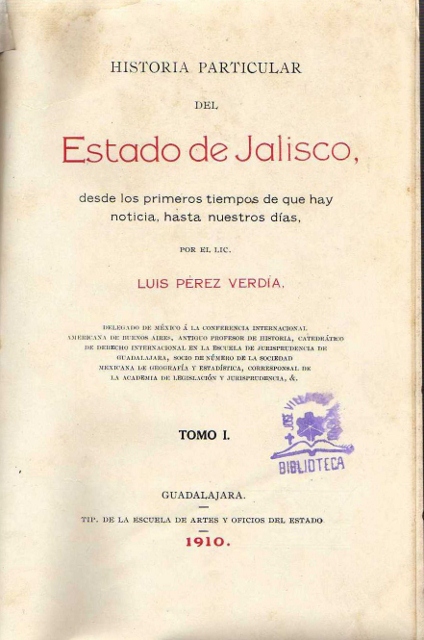 HISTORIA PARTICULAR
DEL
Estado de Jalisco,
desde los primeros tiempos de que hay
noticia, hasta nuestros días,
POR EL LIC.
LUIS PÉREZ VERDÍA.
DELEGADO DE MÉXICO Á LA CONFERENCIA INTERNACIONAL
AMERICANA DE BUENOS AIRES, ANTIGUO PROFESOR DE HISTORIA, CATEDRÁTICO
DE DERECHO INTERNACIONAL EN LA ESCUELA DE JURISPRUDENCIA DE
GUADALAJARA, SOCIO DE NÚMERO DE LA SOCIEDAD
MEXICANA DE GEOGRAFÍA Y ESTADÍSTICA, CORRESPONSAL DE
LA ACADEMIA DE LEGISLACIÓN Y JURISPRUDENCIA, &.
TOMO I.
JOSE
BIBLIOTECA
GUADALAJARA.
TIP. DE LA ESCUELA DE ARTES Y OFICIOS DEL ESTADO
1910.